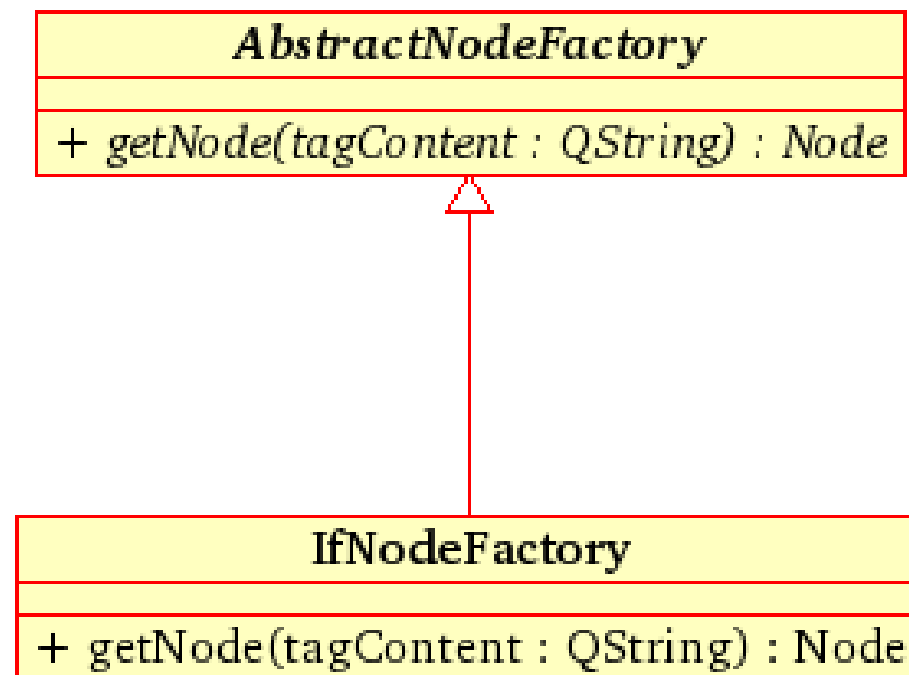 AbstractNodeFactory
+ getNode(tagContent : QString) : Node
IfNodeFactory
+ getNode(tagContent : QString) : Node